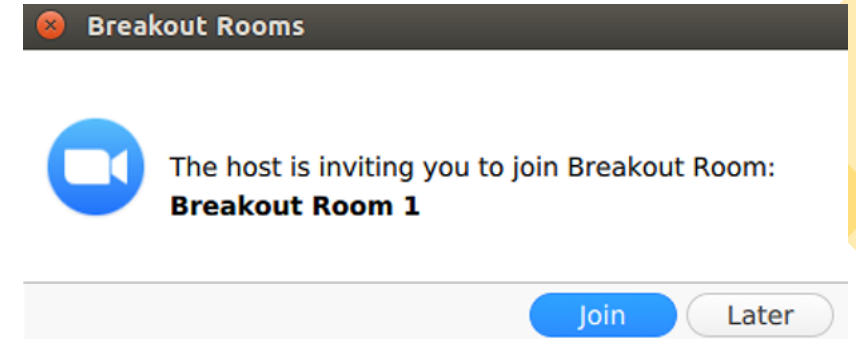 Breakout Rooms
The host is inviting you to join Breakout Room:
Breakout Room 1
Join Later